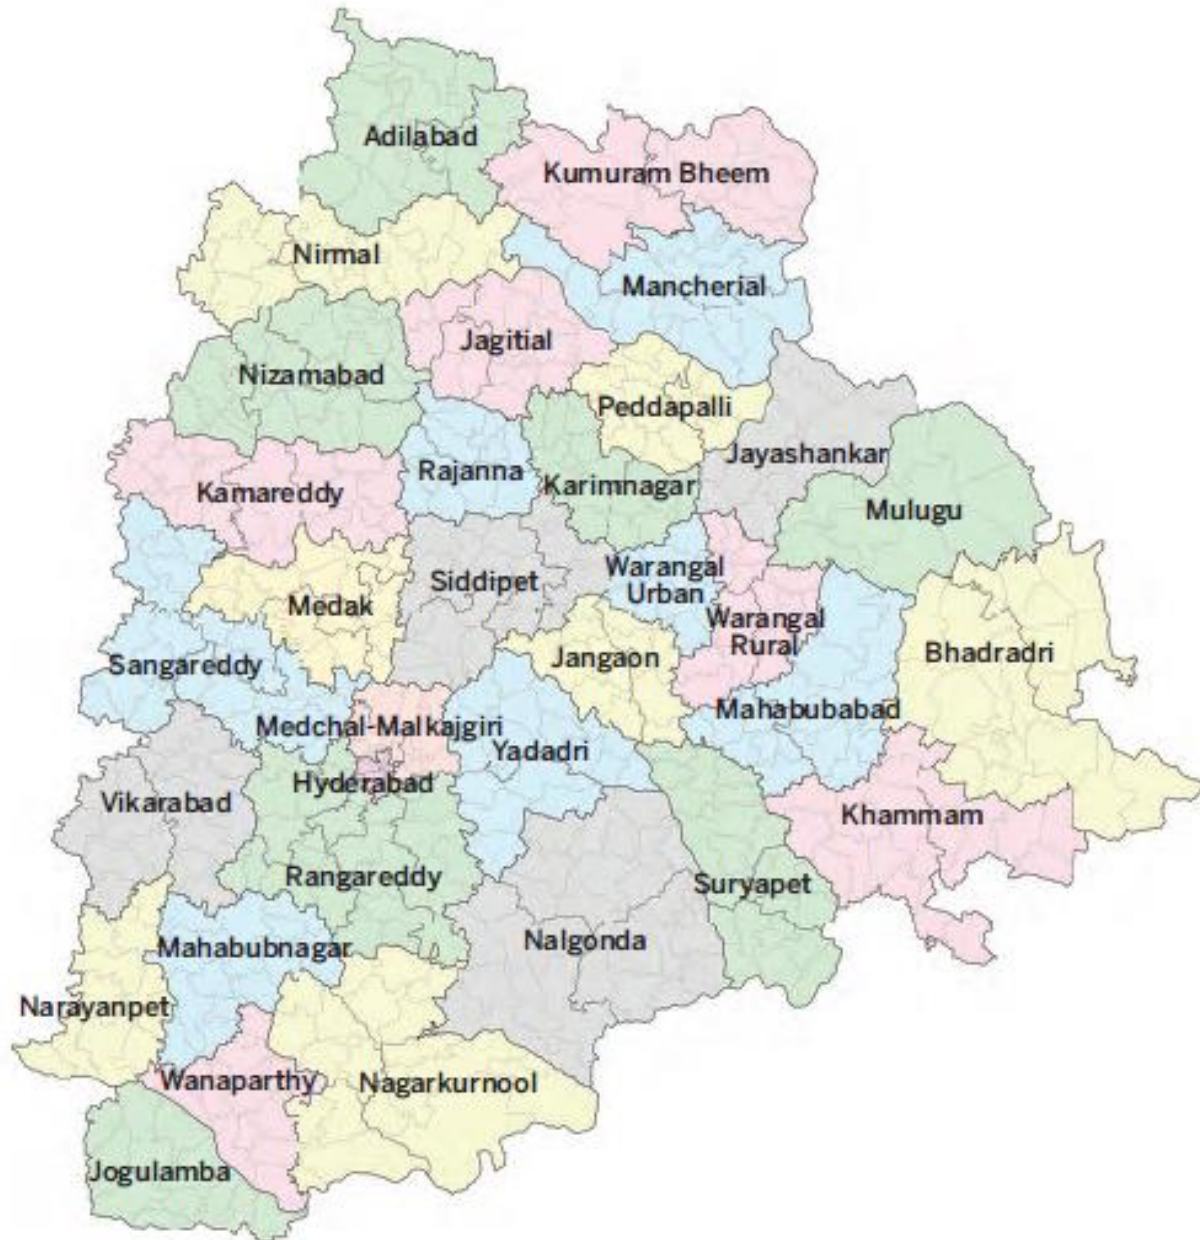 Adilabad
Kumuram Bheem
Nirmal
Mancherial
Jagitial
Nizamabad
Peddapalli
Jayashankar
Rajanna
Karimnagar
Kamareddy
Mulugu
Siddipet
Warangal
Urban
Medak
Warangal
Rural
Jangaon
Bhadradri
Sangareddy
Mahabubabad
Medchal-Malkajgiri
Yadadri
Hyderabad
Vikarabad
Khammam
Rangareddy
Suryapet
Mahabubnagar
Nalgonda
Narayanpet
Wanaparthy
Nagarkurnool
Jogulamba